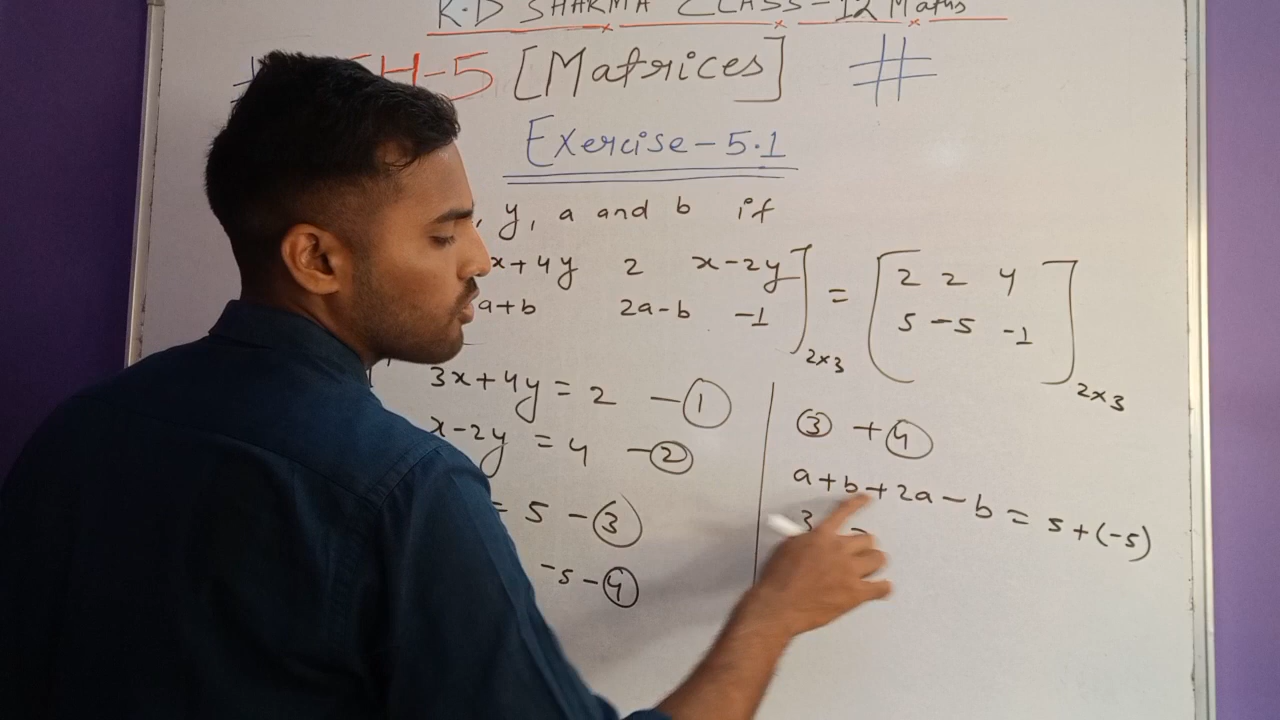 R.D SHARMA CLASS-12 Maths
CH-5 [Matrices] #
Exercise-5.1
, y, a and b if
x+4y 2 x-2y
a+b 2a-b -1
2x3
=
2 2 4
5 -5 -1
2x3
3x+4y = 2 - 1
x-2y = 4 - 2
= 5 - 3
-5 - 4
3 + 4
a+b+2a-b = 5+(-5)
3 =